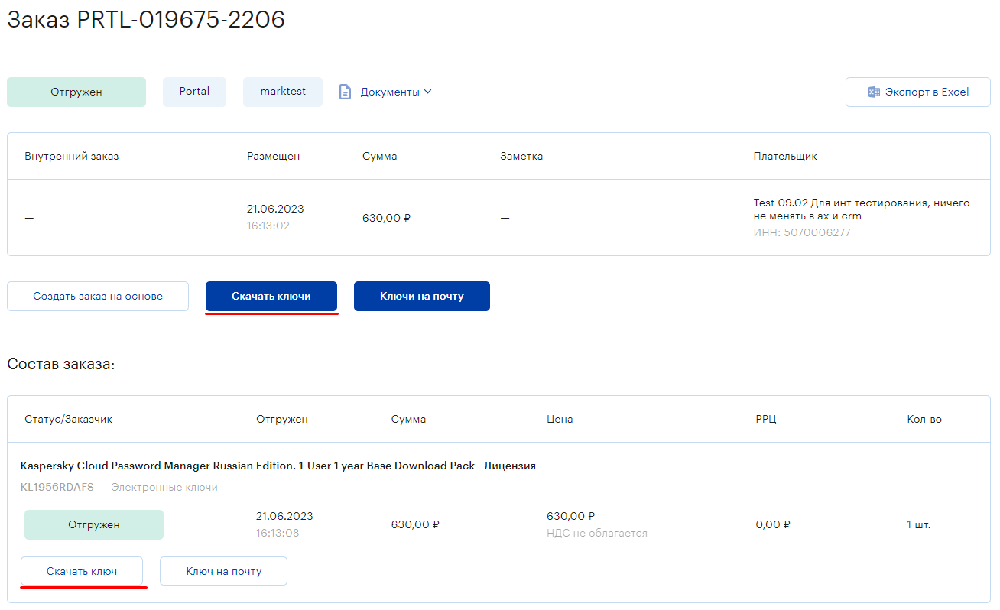 Заказ PRTL-019675-2206
Отгружен Portal marktest Документы Экспорт в Excel
Внутренний заказ Размещен Сумма Заметка Плательщик
— 21.06.2023 16:13:02 630,00 ₽ — Test 09.02 Для инт тестирования, ничего
не менять в ах и crm
ИНН: 5070006277
Создать заказ на основе Скачать ключи Ключи на почту
Состав заказа:
Статус/Заказчик Отгружен Сумма Цена РРЦ Кол-во
Kaspersky Cloud Password Manager Russian Edition. 1-User 1 year Base Download Pack - Лицензия
KL1956RDAFS Электронные ключи
Отгружен 21.06.2023 630,00 ₽ 630,00 ₽ 0,00 ₽ 1 шт.
16:13:08 НДС не облагается
Скачать ключ Ключ на почту